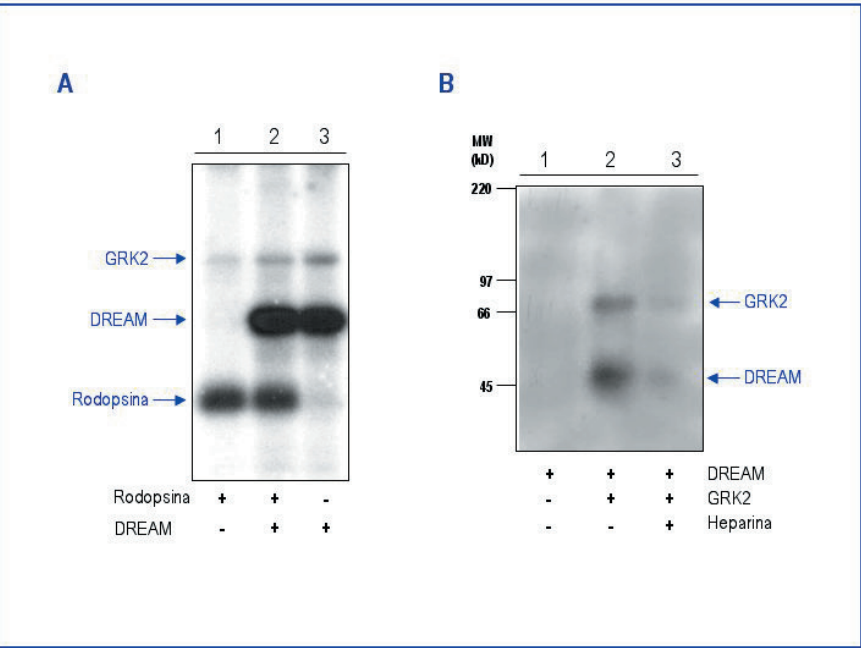 A
1 2 3
GRK2
DREAM
Rodopsina
Rodopsina + + -
DREAM - + +
B
MW
(kD)
1 2 3
220
97
66
45
GRK2
DREAM
+ + + DREAM
- + + GRK2
- - + Heparina